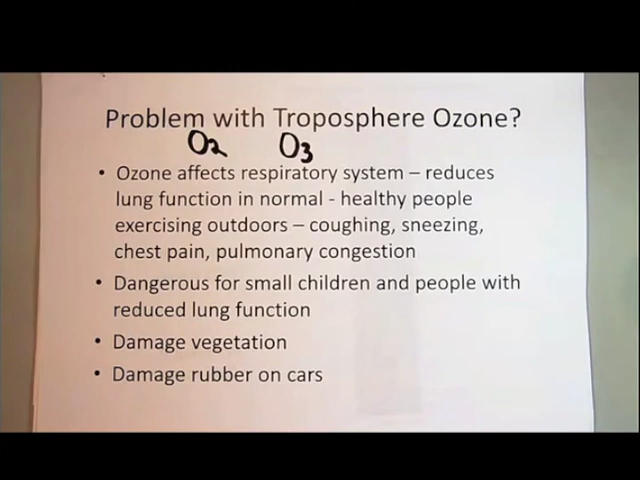 Problem with Troposphere Ozone?
O2 O3
• Ozone affects respiratory system – reduces
lung function in normal - healthy people
exercising outdoors – coughing, sneezing,
chest pain, pulmonary congestion
• Dangerous for small children and people with
reduced lung function
• Damage vegetation
• Damage rubber on cars